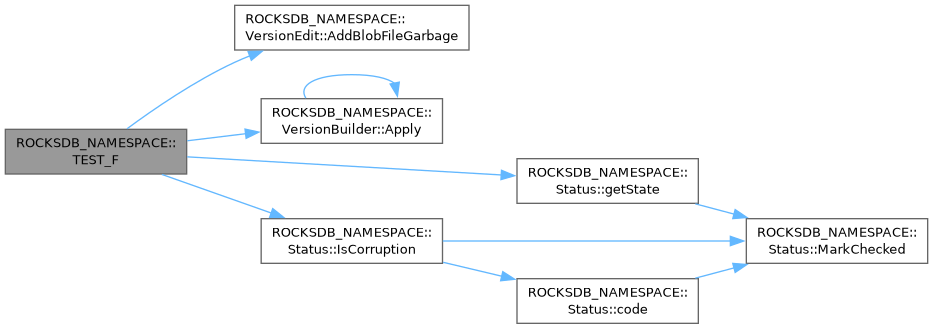 ROCKSDB_NAMESPACE::
VersionEdit::AddBlobFileGarbage
ROCKSDB_NAMESPACE::
VersionBuilder::Apply
ROCKSDB_NAMESPACE::
TEST_F
ROCKSDB_NAMESPACE::
Status::getState
ROCKSDB_NAMESPACE::
Status::IsCorruption
ROCKSDB_NAMESPACE::
Status::MarkChecked
ROCKSDB_NAMESPACE::
Status::code